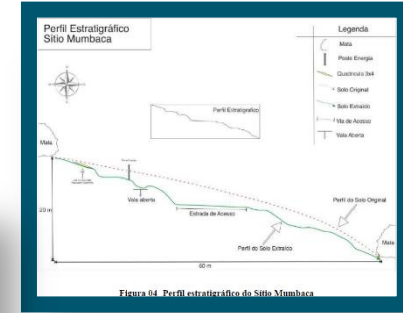 Perfil Estratigráfico
Sítio Mumbaca
Legenda
Mata
Poste Energia
Quadrícula 3x4
Solo Original
Solo Extraído
Via de Acesso
Vala Aberta
Perfil Estratigráfico
Mata
Vala aberta
Estrada de Acesso
Perfil do Solo Original
Perfil do Solo Extraído
Mata
23 m
60 m
Figura 04 Perfil estratigráfico do Sítio Mumbaca